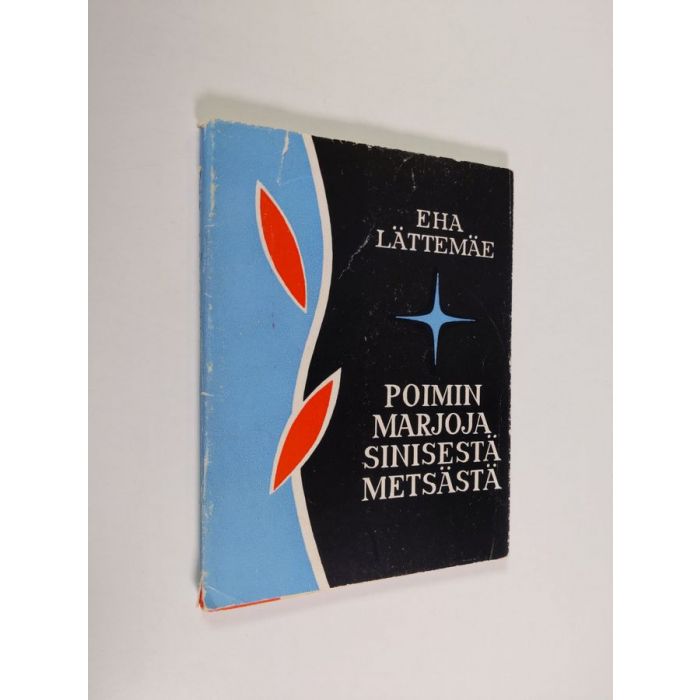 EHA
LÄTTEMÄE
POIMIN
MARJOJA
SINISESTÄ
METSÄSTÄ